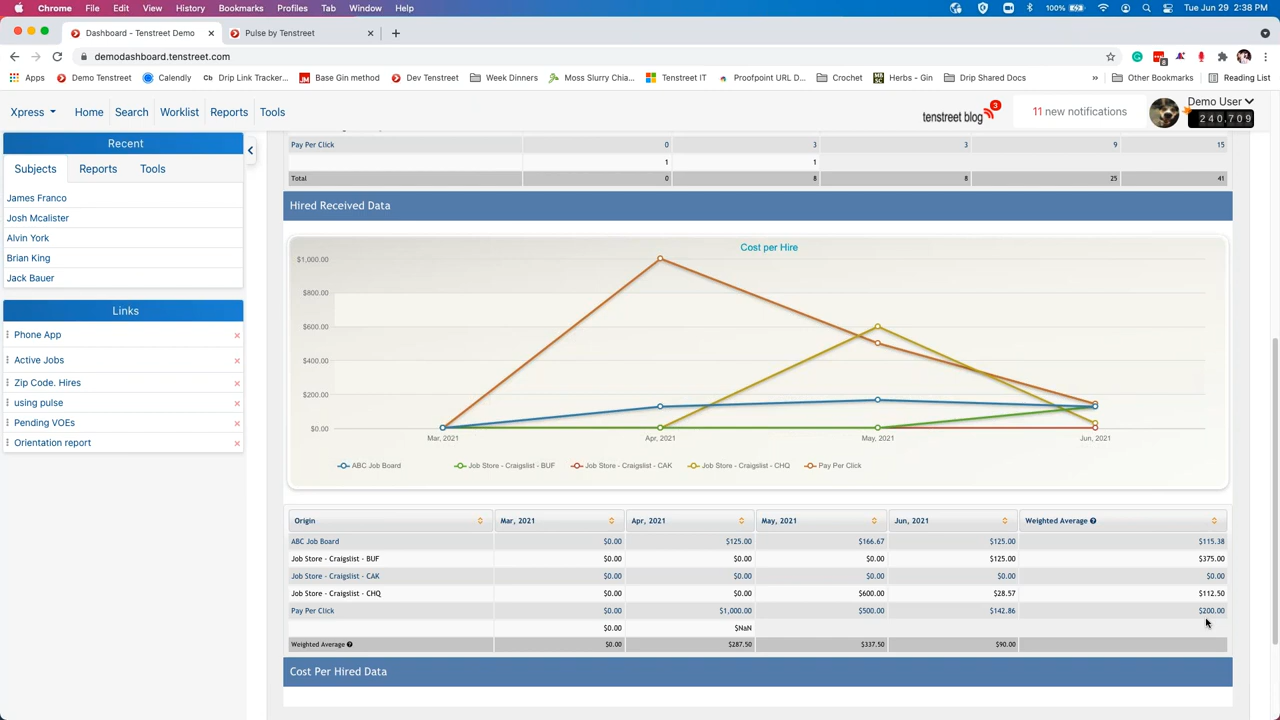 Chrome File Edit View History Bookmarks Profiles Tab Window Help 100% Tue Jun 29 2:38 PM
Dashboard - Tenstreet Demo Pulse by Tenstreet
demodashboard.tenstreet.com
Apps Demo Tenstreet Calendly Drip Link Tracker... Base Gin method Dev Tenstreet Week Dinners Moss Slurry Chia... Tenstreet IT Proofpoint URL D... Crochet Herbs - Gin Drip Shared Docs » Other Bookmarks Reading List
Xpress Home Search Worklist Reports Tools tenstreet blog 3 11 new notifications Demo User
240,709
Recent
Subjects Reports Tools
James Franco
Josh Mcalister
Alvin York
Brian King
Jack Bauer
Links
Phone App
Active Jobs
Zip Code. Hires
using pulse
Pending VOEs
Orientation report
Pay Per Click 0 3 3 9 15
1 1
Total 0 8 8 25 41
Hired Received Data
Cost per Hire
$1,000.00
$800.00
$600.00
$400.00
$200.00
$0.00
Mar, 2021 Apr, 2021 May, 2021 Jun, 2021
ABC Job Board Job Store - Craigslist - BUF Job Store - Craigslist - CAK Job Store - Craigslist - CHQ Pay Per Click
Origin Mar, 2021 Apr, 2021 May, 2021 Jun, 2021 Weighted Average
ABC Job Board $0.00 $125.00 $166.67 $125.00 $115.38
Job Store - Craigslist - BUF $0.00 $0.00 $0.00 $125.00 $375.00
Job Store - Craigslist - CAK $0.00 $0.00 $0.00 $0.00 $0.00
Job Store - Craigslist - CHQ $0.00 $0.00 $600.00 $28.57 $112.50
Pay Per Click $0.00 $1,000.00 $500.00 $142.86 $200.00
$0.00 $NaN
Weighted Average $0.00 $287.50 $337.50 $90.00
Cost Per Hired Data